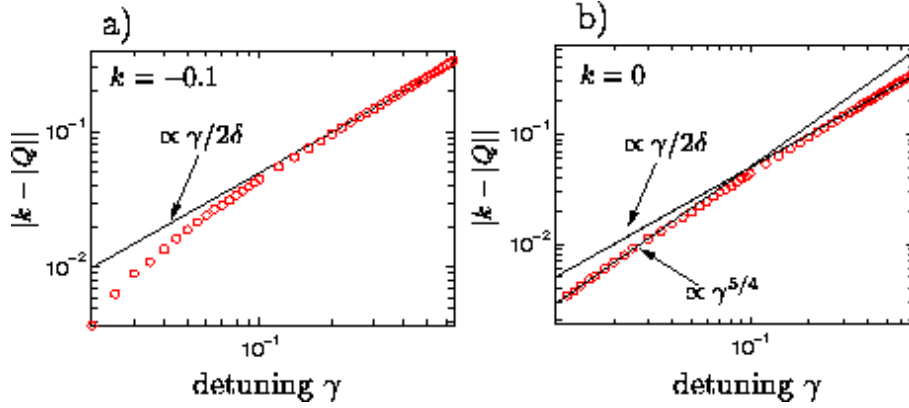 a)
k = −0.1
∝ γ/2δ
|k − |Q||
10⁻¹
10⁻²
10⁻¹
detuning γ
b)
k = 0
∝ γ/2δ
∝ γ⁵/⁴
|k − |Q||
10⁻¹
10⁻²
10⁻¹
detuning γ